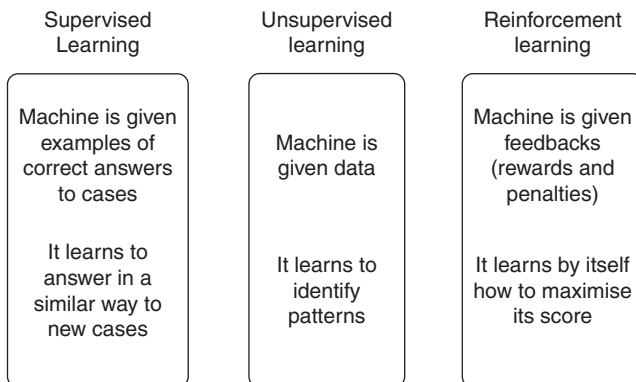 Supervised
Learning
Machine is given
examples of
correct answers
to cases
It learns to
answer in a
similar way to
new cases
Unsupervised
learning
Machine is
given data
It learns to
identify
patterns
Reinforcement
learning
Machine is given
feedbacks
(rewards and
penalties)
It learns by itself
how to maximise
its score